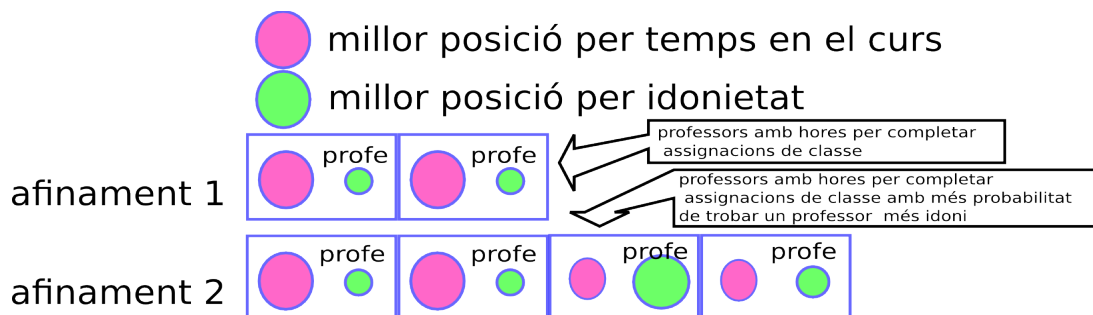 millor posició per temps en el curs
millor posició per idonietat
professors amb hores per completar
assignacions de classe
profe
profe
afinament 1
professors amb hores per completar
assignacions de classe amb més probabilitat
de trobar un professor més idoni
profe
profe
profe
profe
afinament 2